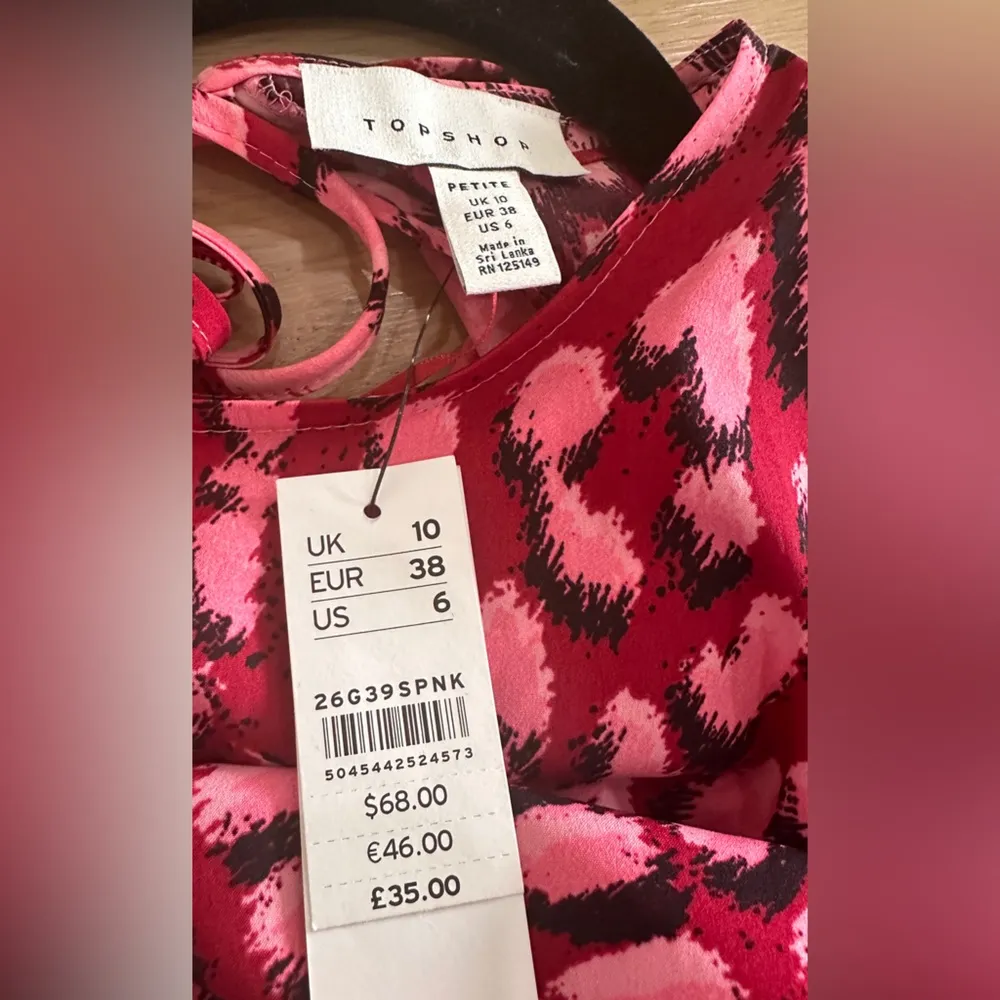 TOPSHOP
PETITE
UK 10
EUR 38
US 6
Made in
Sri Lanka
RN 125149
UK 10
EUR 38
US 6
26G39SPNK
5045442524573
$68.00
€46.00
£35.00